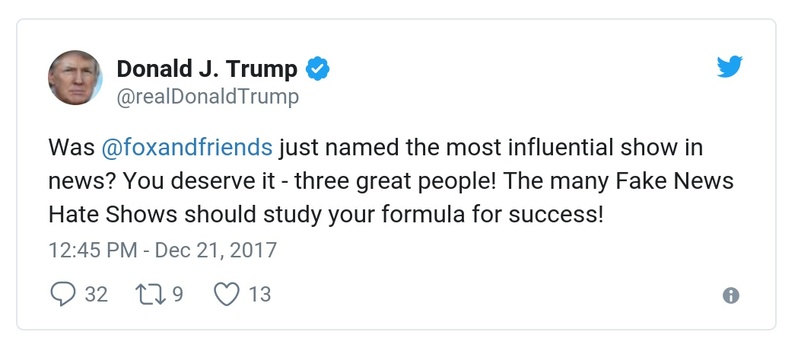 Donald J. Trump
@realDonaldTrump
Was @foxandfriends just named the most influential show in
news? You deserve it - three great people! The many Fake News
Hate Shows should study your formula for success!
12:45 PM - Dec 21, 2017
32 9 13